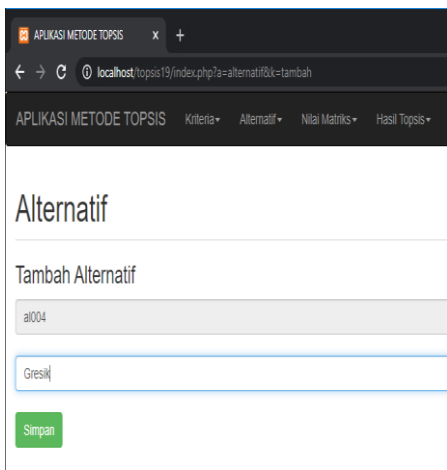 APLIKASI METODE TOPSIS x +
localhost/topsis19/index.php?a=alternatif&k=tambah
APLIKASI METODE TOPSIS Kriteria Alternatif Nilai Matriks Hasil Topsis
Alternatif
Tambah Alternatif
al004
Gresik
Simpan